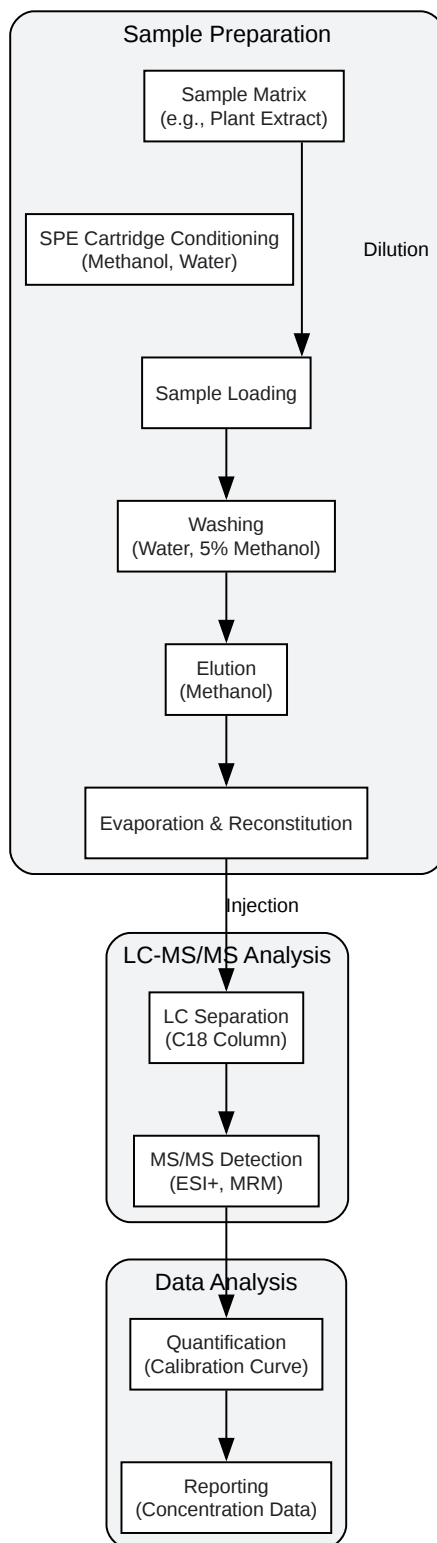 Sample Preparation
Sample Matrix
(e.g., Plant Extract)
SPE Cartridge Conditioning
(Methanol, Water)
Dilution
Sample Loading
Washing
(Water, 5% Methanol)
Elution
(Methanol)
Evaporation & Reconstitution
Injection
LC-MS/MS Analysis
LC Separation
(C18 Column)
MS/MS Detection
(ESI+, MRM)
Data Analysis
Quantification
(Calibration Curve)
Reporting
(Concentration Data)